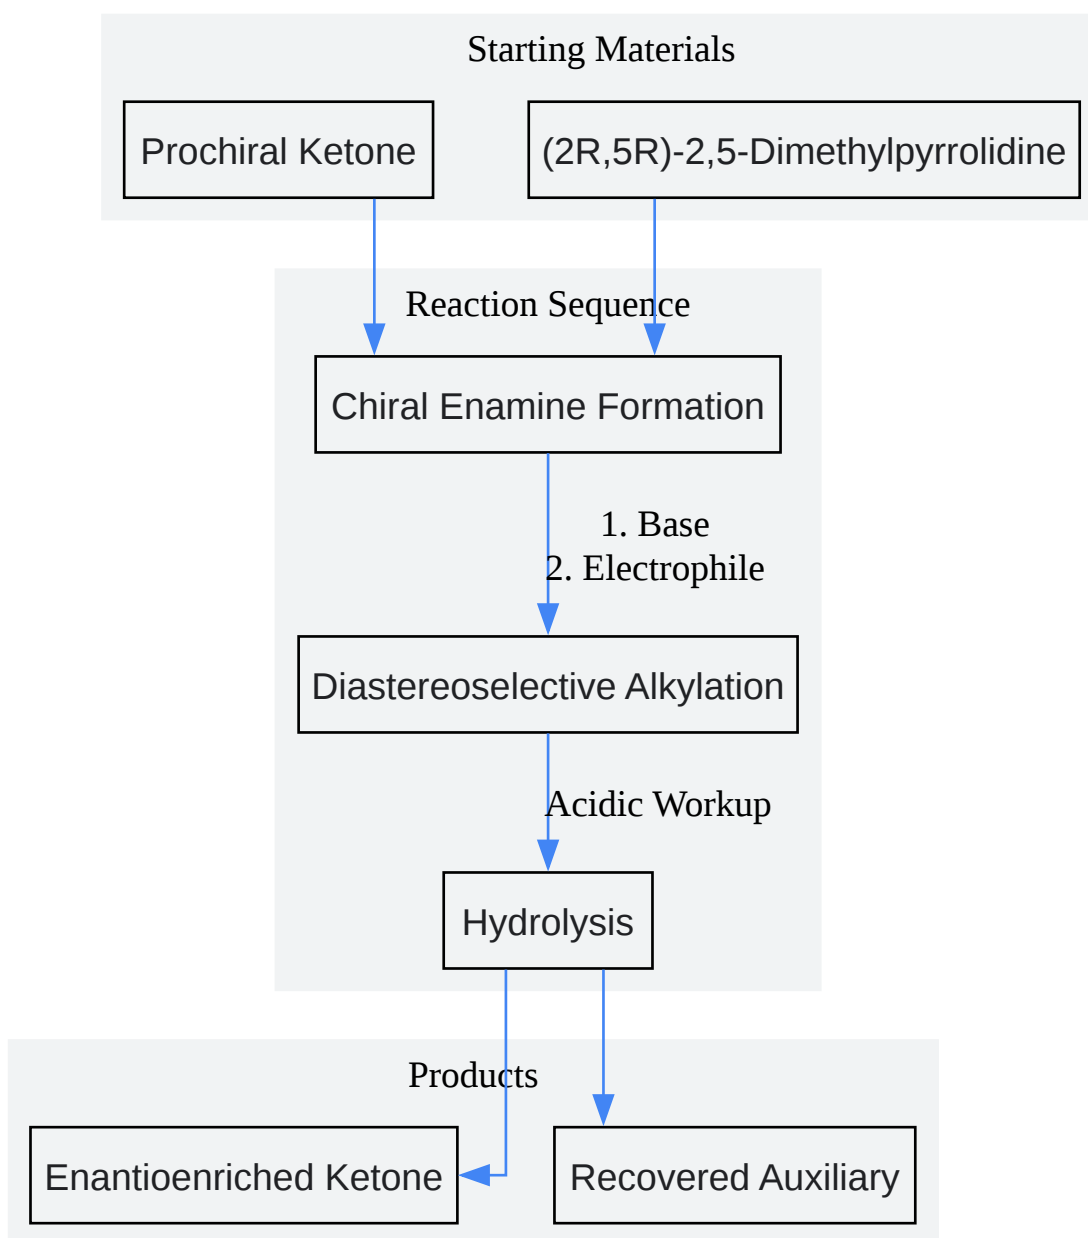 Starting Materials
Prochiral Ketone
(2R,5R)-2,5-Dimethylpyrrolidine
Reaction Sequence
Chiral Enamine Formation
1. Base
2. Electrophile
Diastereoselective Alkylation
Acidic Workup
Hydrolysis
Products
Enantioenriched Ketone
Recovered Auxiliary